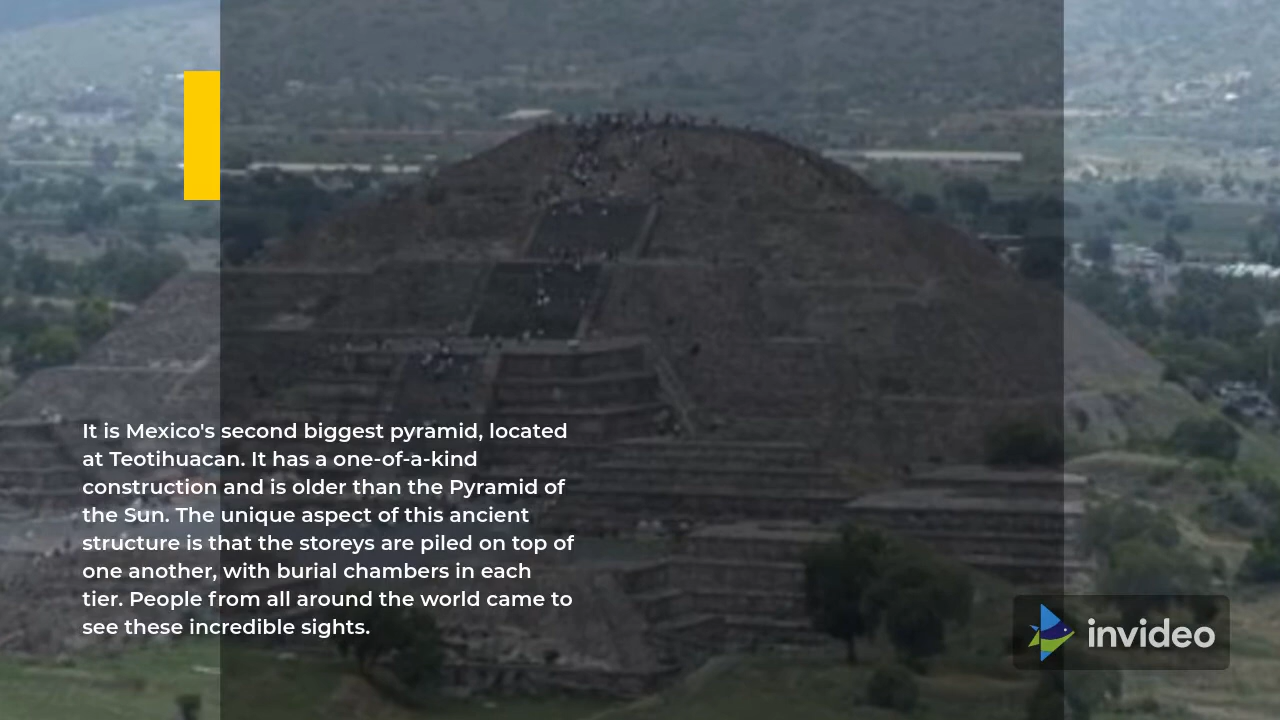 It is Mexico's second biggest pyramid, located
at Teotihuacan. It has a one-of-a-kind
construction and is older than the Pyramid of
the Sun. The unique aspect of this ancient
structure is that the storeys are piled on top of
one another, with burial chambers in each
tier. People from all around the world came to
see these incredible sights.
invideo